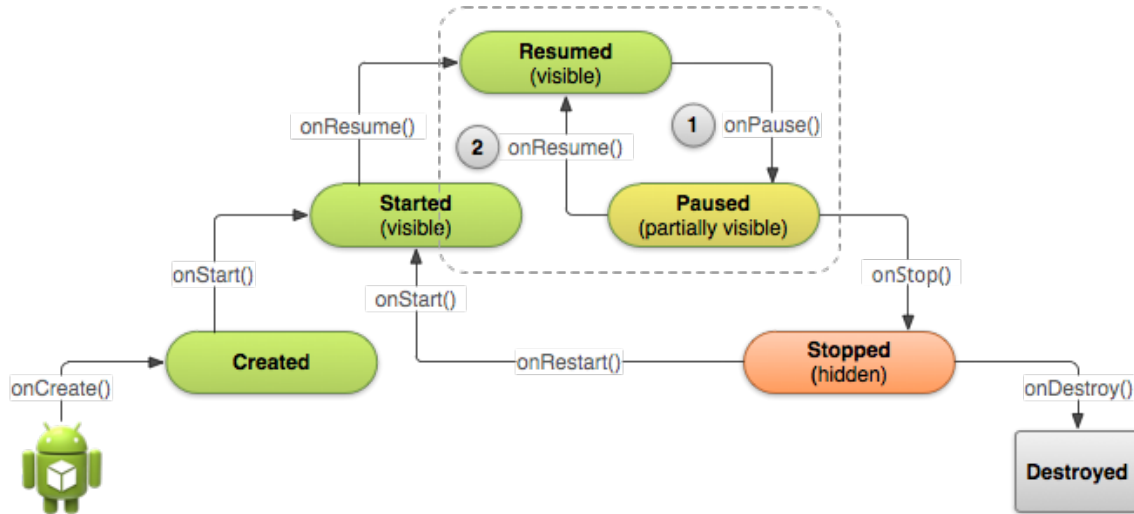 Resumed
(visible)
onResume()
2
onResume()
1
onPause()
Started
(visible)
Paused
(partially visible)
onStart()
onStart()
onStop()
Created
onRestart()
Stopped
(hidden)
onCreate()
onDestroy()
Destroyed